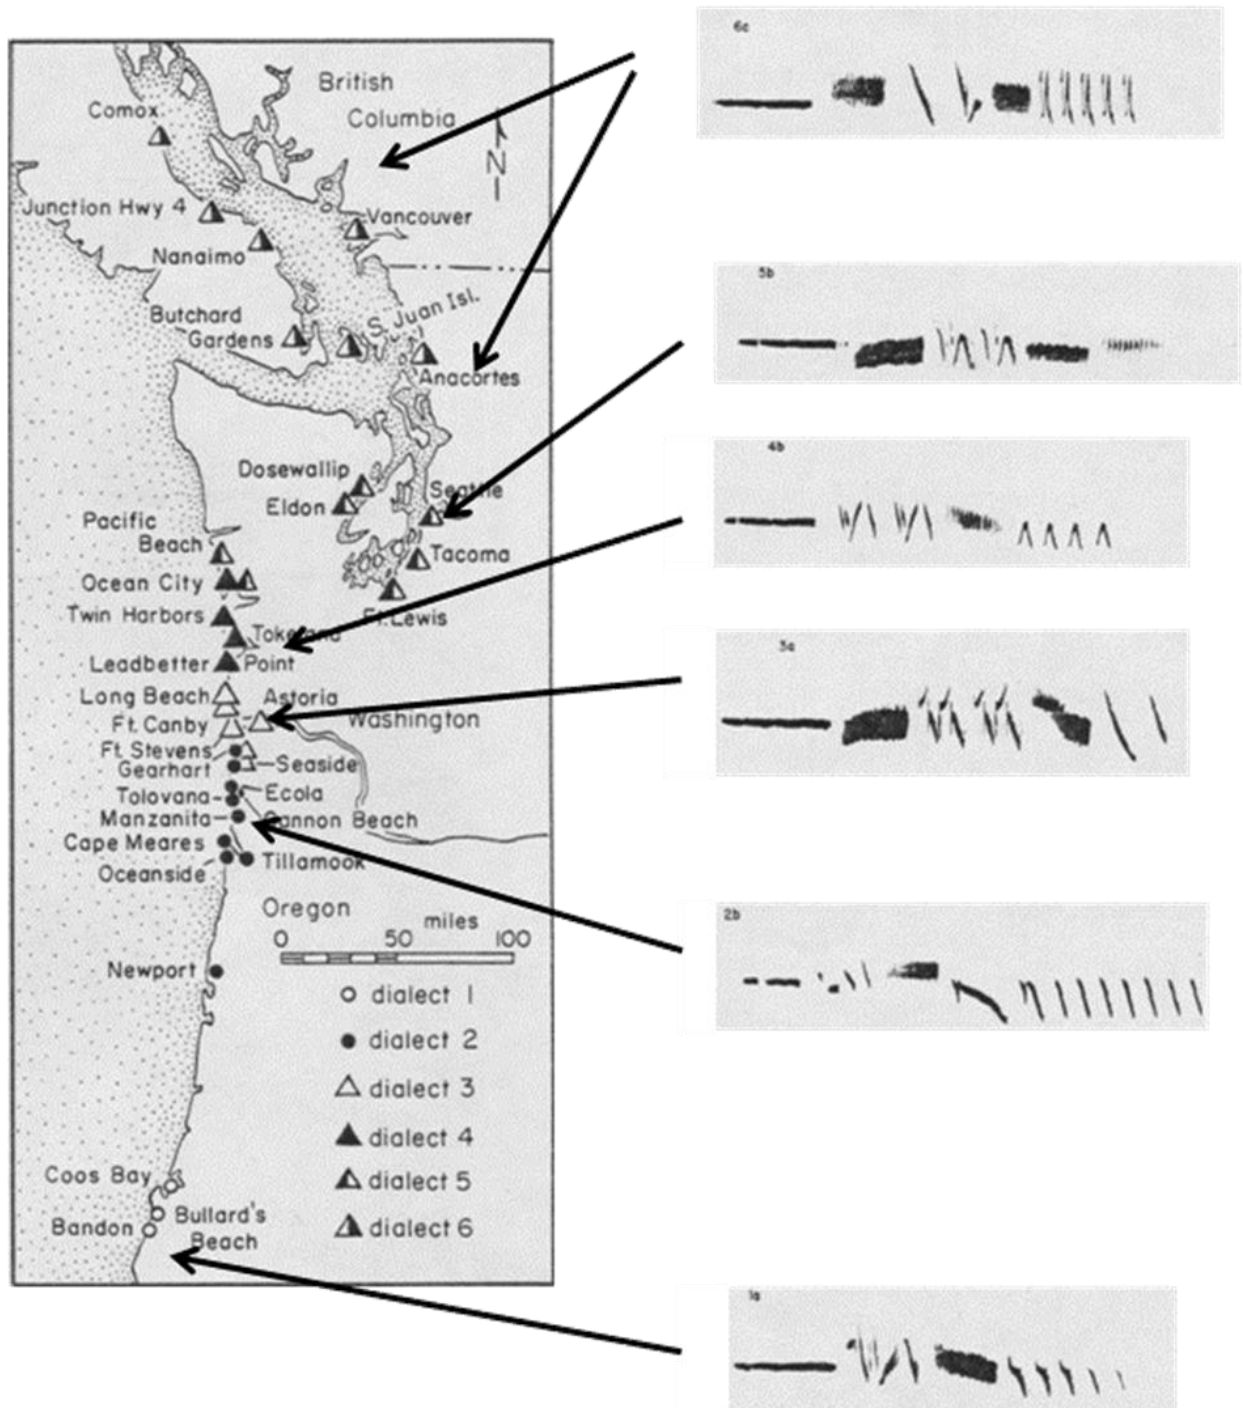 6c
British
Columbia
Comox
N
Junction Hwy 4
Vancouver
Nanaimo
5b
Butchard
Gardens
S. Juan Isl.
Anacortes
4b
Dosewallip
Seattle
Eldon
Pacific
Beach
Tacoma
Ocean City
Twin Harbors
Ft. Lewis
Tokeland
3a
Leadbetter Point
Long Beach
Astoria
Ft. Canby
Washington
Ft. Stevens
Gearhart
Seaside
Tolovana
Ecola
Manzanita
Cannon Beach
Cape Meares
Oceanside
Tillamook
2b
Oregon
miles
0 50 100
Newport
dialect 1
dialect 2
dialect 3
dialect 4
dialect 5
dialect 6
Coos Bay
Bandon
Bullard's
Beach
1a